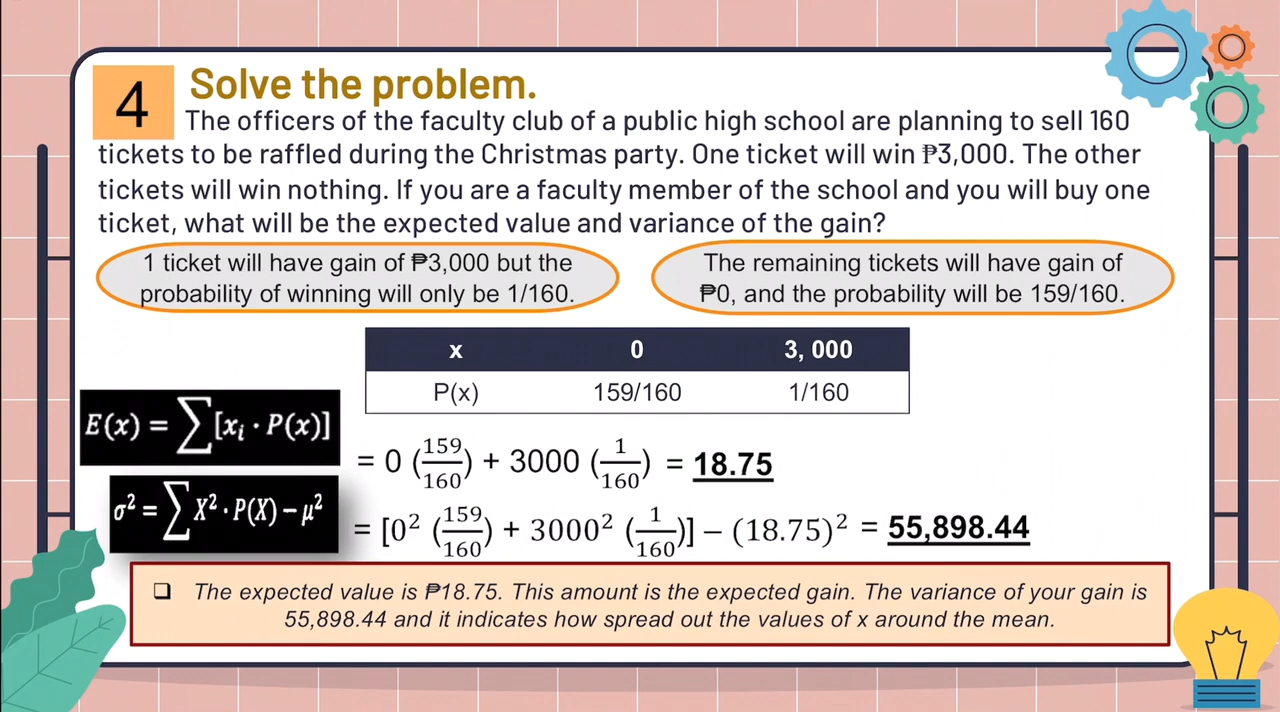 4
Solve the problem.
The officers of the faculty club of a public high school are planning to sell 160
tickets to be raffled during the Christmas party. One ticket will win ₱3,000. The other
tickets will win nothing. If you are a faculty member of the school and you will buy one
ticket, what will be the expected value and variance of the gain?
1 ticket will have gain of ₱3,000 but the
probability of winning will only be 1/160.
The remaining tickets will have gain of
₱0, and the probability will be 159/160.
x 0 3, 000
P(x) 159/160 1/160
E(x) = ∑[xᵢ · P(x)] = 0 (159/160) + 3000 (1/160) = 18.75
σ² = ∑ X² · P(X) − μ² = [0² (159/160) + 3000² (1/160)] – (18.75)² = 55,898.44
❑ The expected value is ₱18.75. This amount is the expected gain. The variance of your gain is
55,898.44 and it indicates how spread out the values of x around the mean.